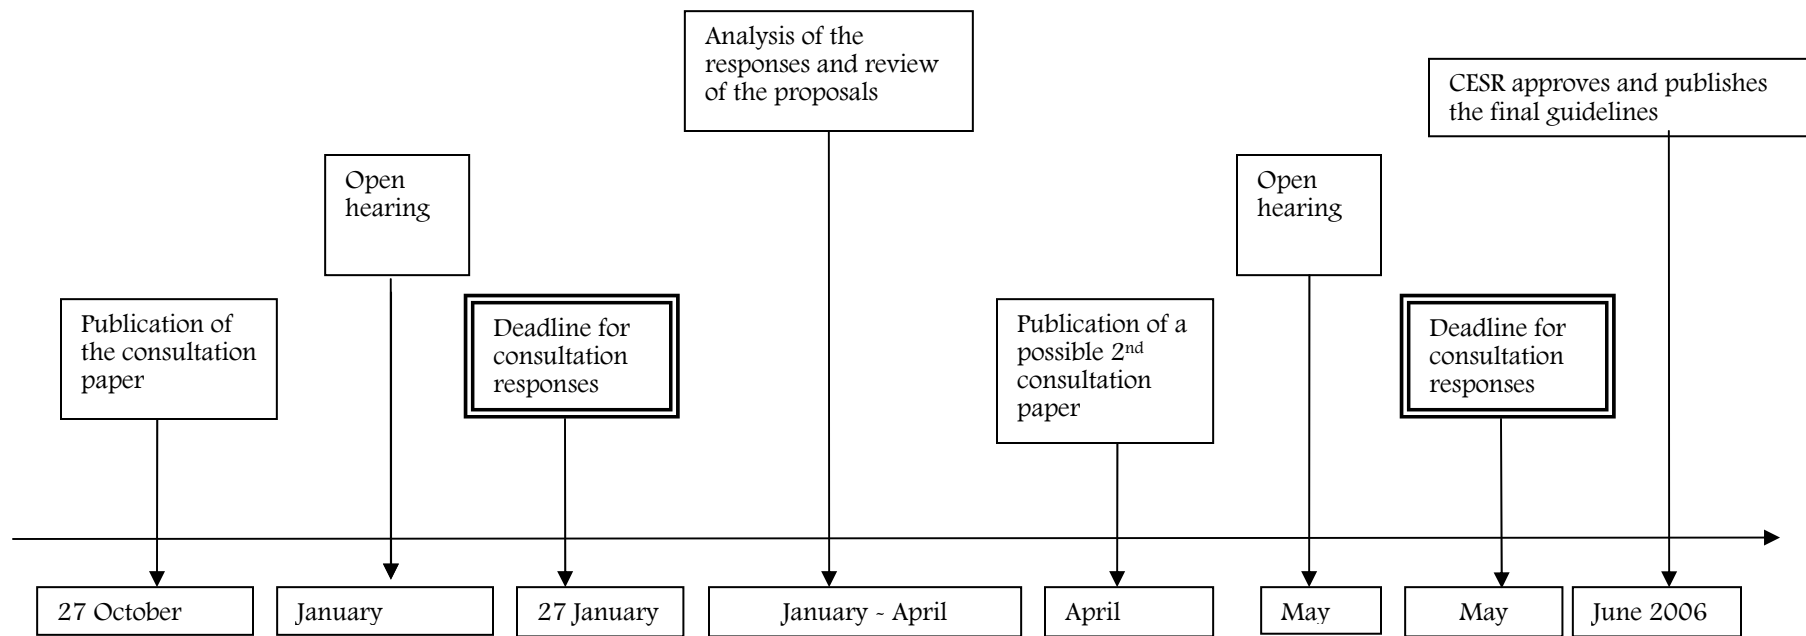 Analysis of the
responses and review
of the proposals
CESR approves and publishes
the final guidelines
Open
hearing
Open
hearing
Publication of
the consultation
paper
Deadline for
consultation
responses
Publication of a
possible 2nd
consultation
paper
Deadline for
consultation
responses
27 October
January
27 January
January - April
April
May
May
June 2006